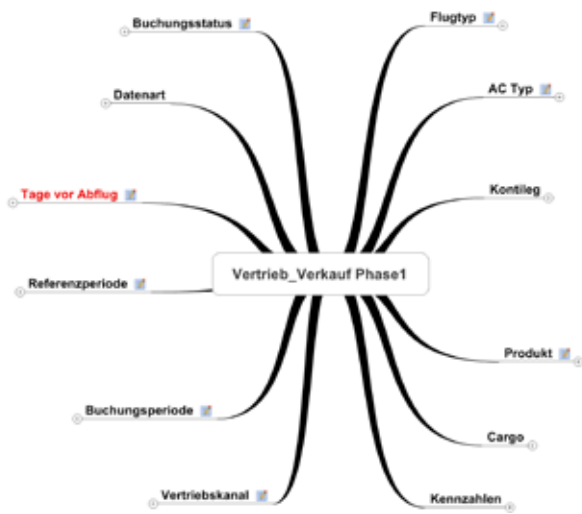 Buchungsstatus
Flugtyp
Datenart
AC Typ
Tage vor Abflug
Kontileg
Vertrieb_Verkauf Phase1
Referenzperiode
Produkt
Buchungsperiode
Cargo
Vertriebskanal
Kennzahlen